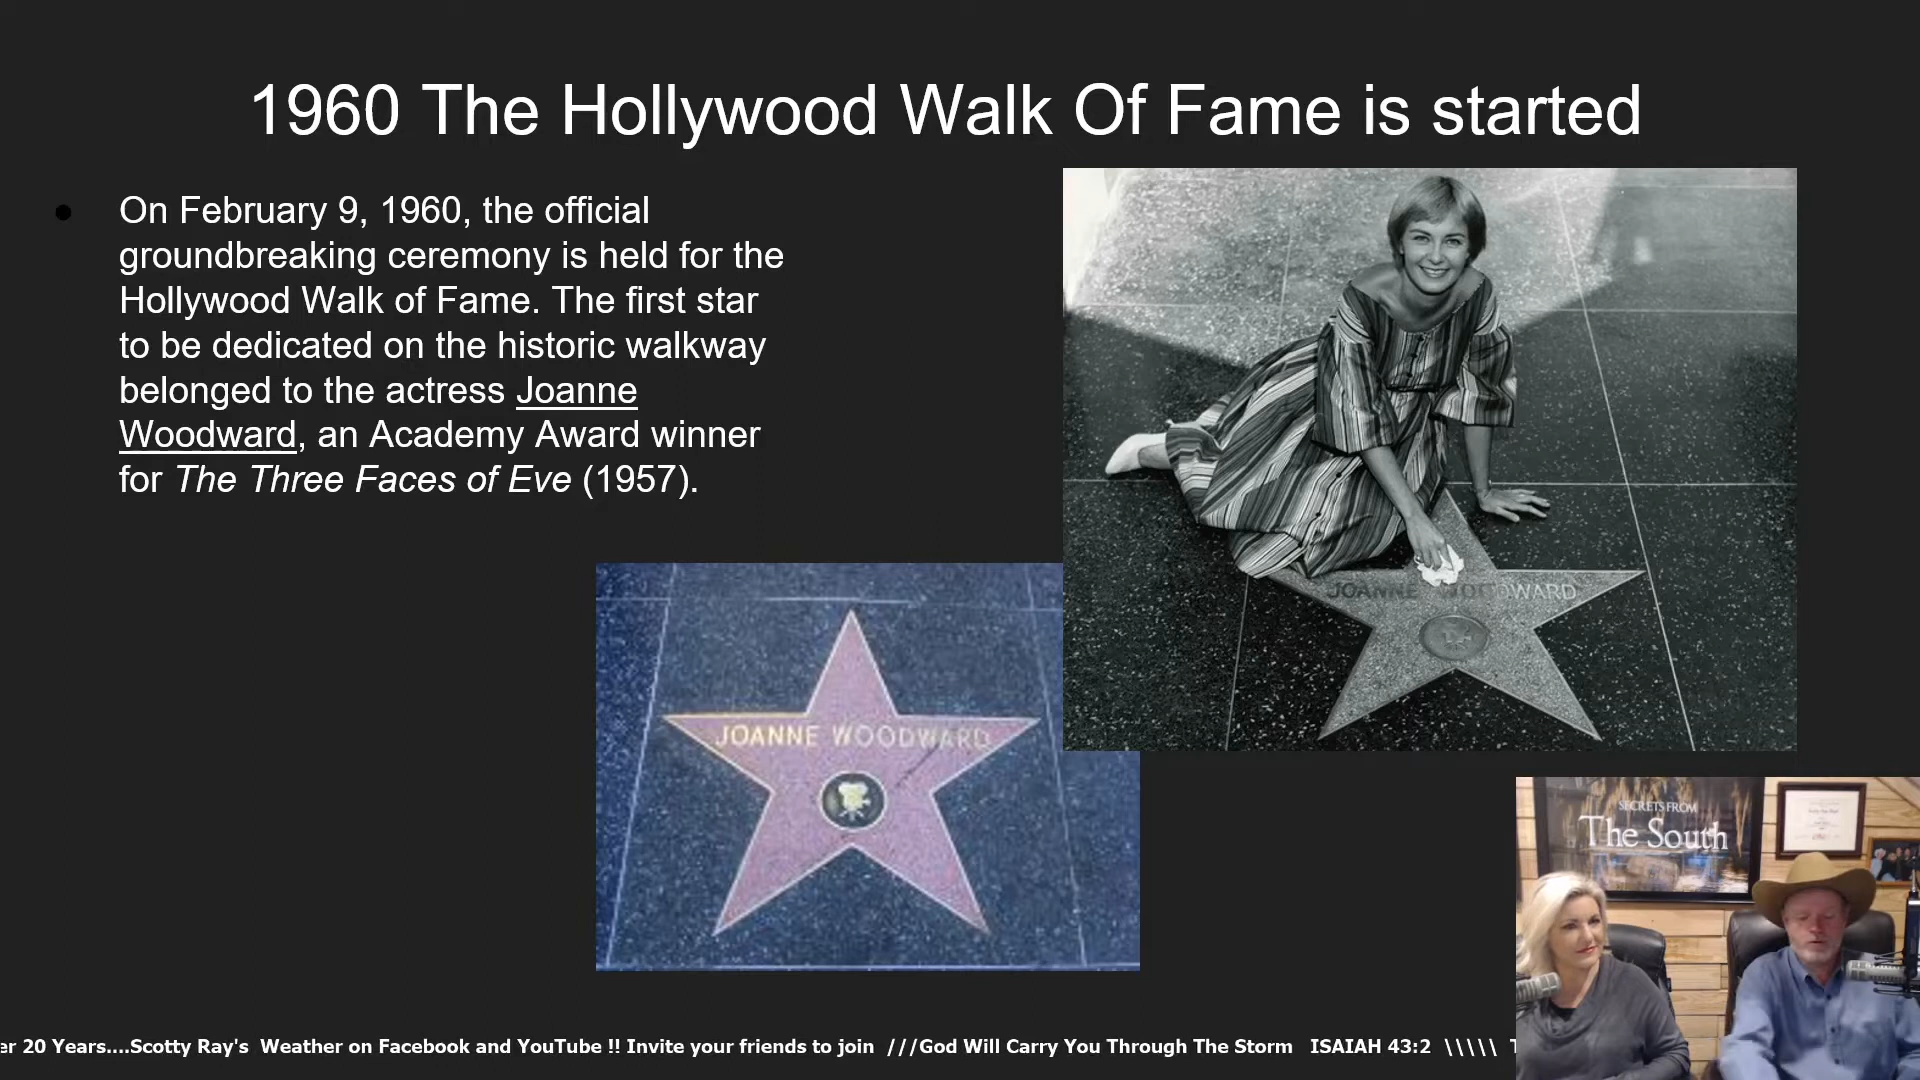 1960 The Hollywood Walk Of Fame is started
On February 9, 1960, the official
groundbreaking ceremony is held for the
Hollywood Walk of Fame. The first star
to be dedicated on the historic walkway
belonged to the actress Joanne
Woodward, an Academy Award winner
for The Three Faces of Eve (1957).
JOANNE WOODWARD
JOANNE WOODWARD
SECRETS FROM
The South
er 20 Years....Scotty Ray's  Weather on Facebook and YouTube !! Invite your friends to join  ///God Will Carry You Through The Storm   ISAIAH 43:2  \\\\\